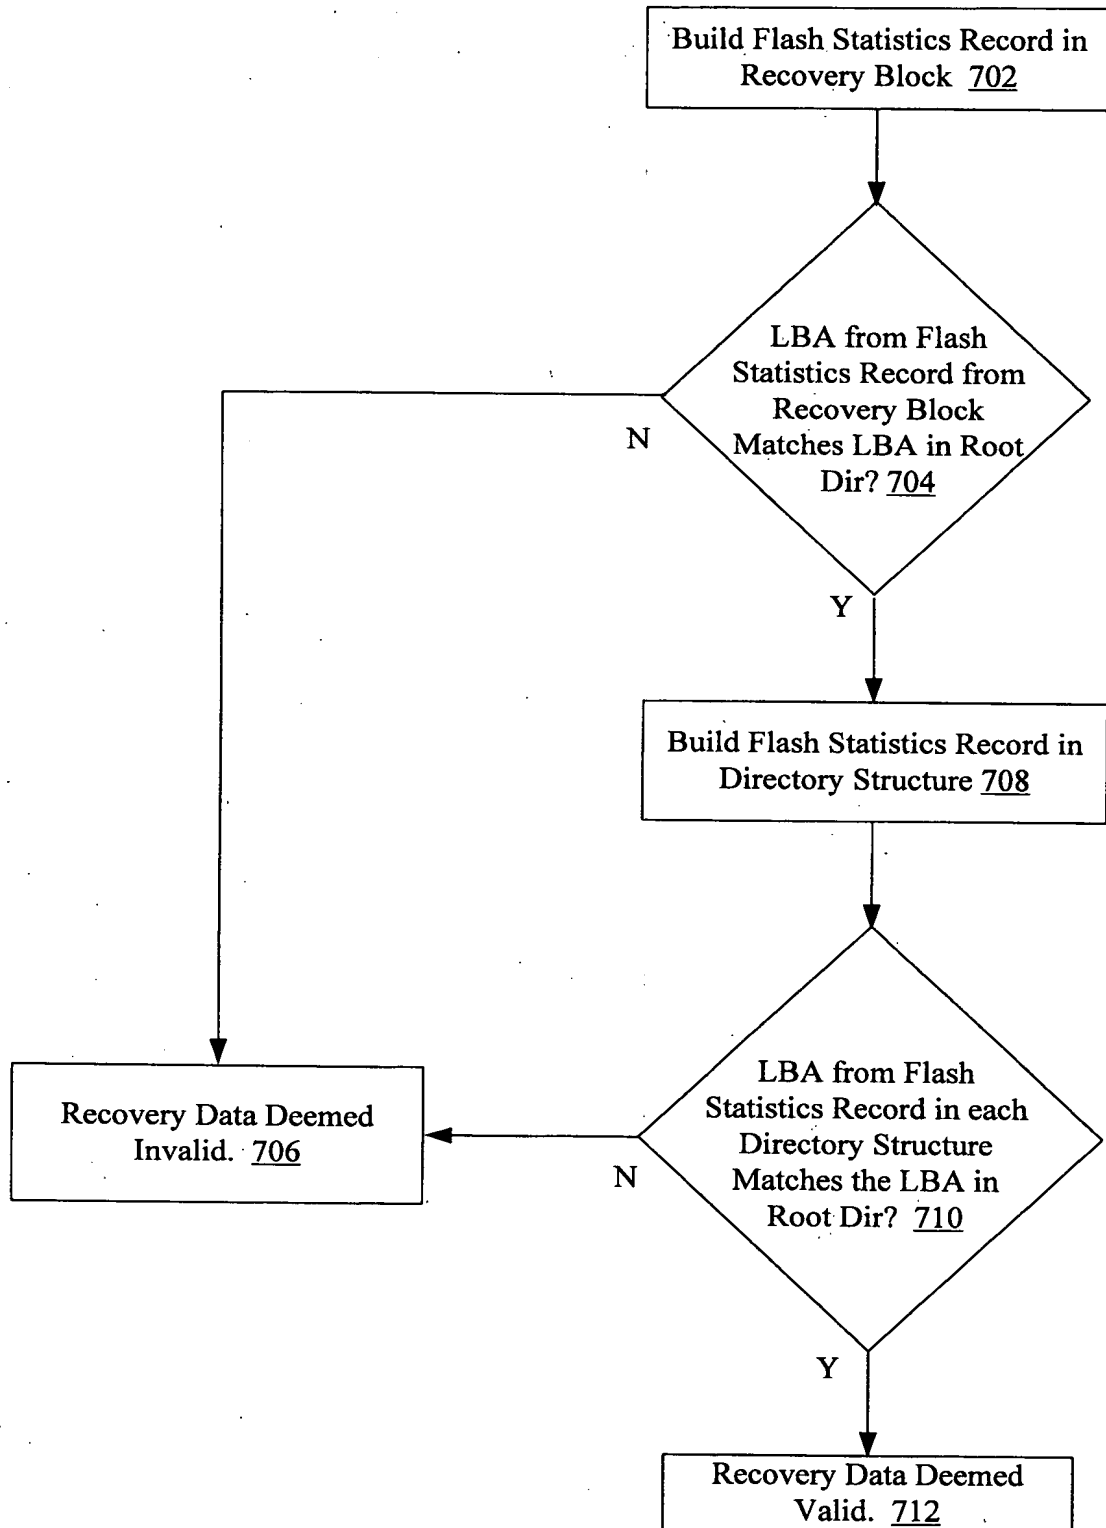 Build Flash Statistics Record in
Recovery Block 702
LBA from Flash
Statistics Record from
Recovery Block
Matches LBA in Root
Dir? 704
N
Y
Build Flash Statistics Record in
Directory Structure 708
LBA from Flash
Statistics Record in each
Directory Structure
Matches the LBA in
Root Dir? 710
Recovery Data Deemed
Invalid. 706
N
Y
Recovery Data Deemed
Valid. 712